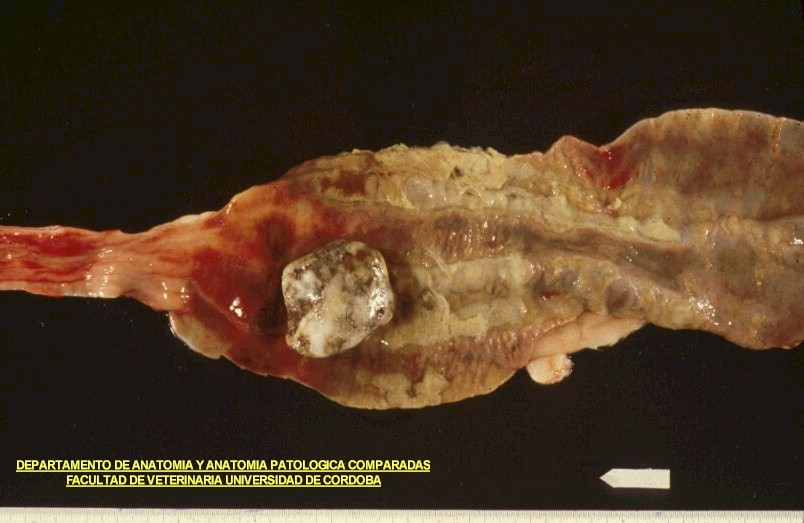 DEPARTAMENTO DE ANATOMIA Y ANATOMIA PATOLOGICA COMPARADAS
FACULTAD DE VETERINARIA UNIVERSIDAD DE CORDOBA